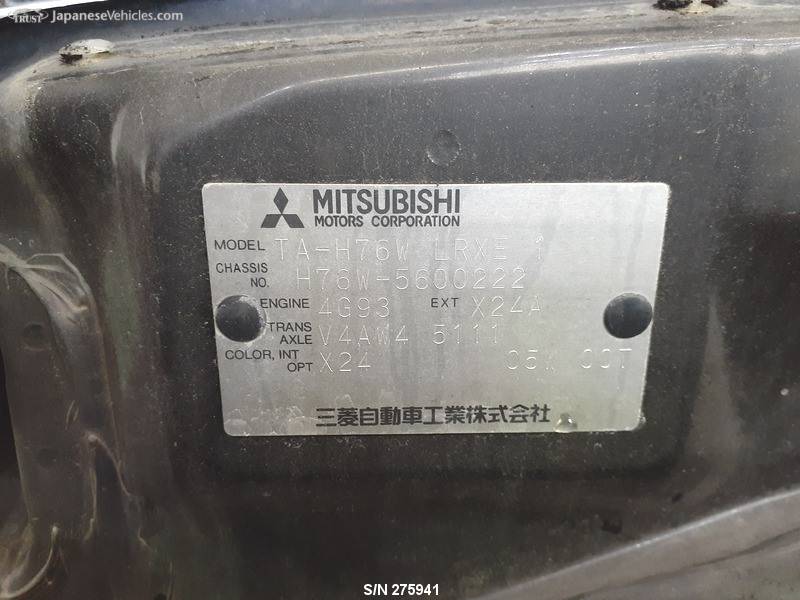 TRUST JapaneseVehicles.com
MITSUBISHI
MOTORS CORPORATION
MODEL TA-H76W LRXE 1
CHASSIS NO. H76W-5600222
ENGINE 4G93 EXT X24A
TRANS AXLE V4AW4 5111
COLOR, INT OPT X24 00T
三菱自動車工業株式会社
S/N 275941